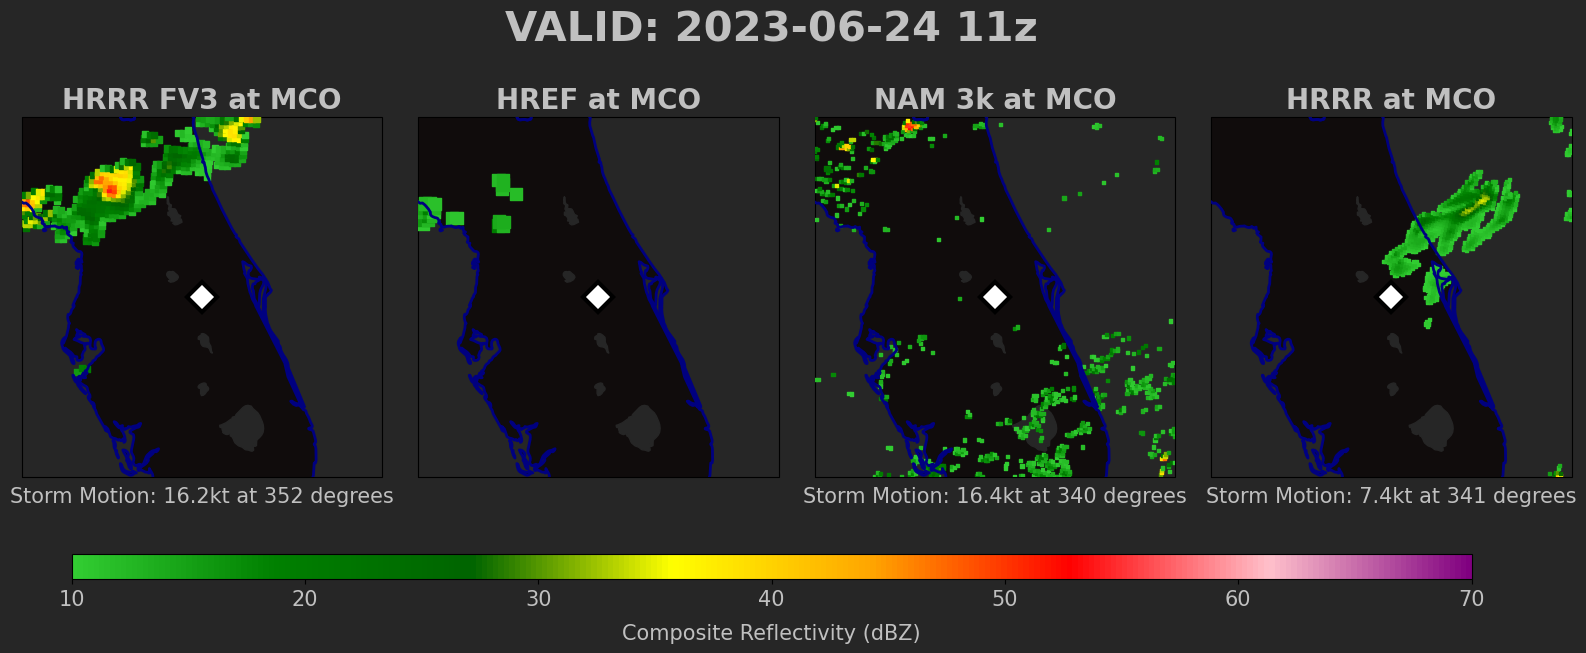 VALID: 2023-06-24 11z
HRRR FV3 at MCO
HREF at MCO
NAM 3k at MCO
HRRR at MCO
Storm Motion: 16.2kt at 352 degrees
Storm Motion: 16.4kt at 340 degrees
Storm Motion: 7.4kt at 341 degrees
10 20 30 40 50 60 70
Composite Reflectivity (dBZ)